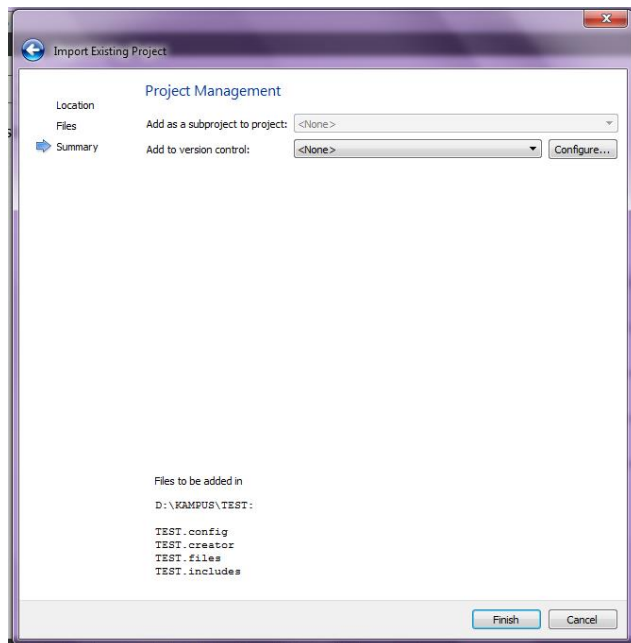 Import Existing Project
Project Management
Location
Files
Summary
Add as a subproject to project: <None>
Add to version control: <None> Configure...
Files to be added in
D:\KAMPUS\TEST:
TEST.config
TEST.creator
TEST.files
TEST.includes
Finish Cancel